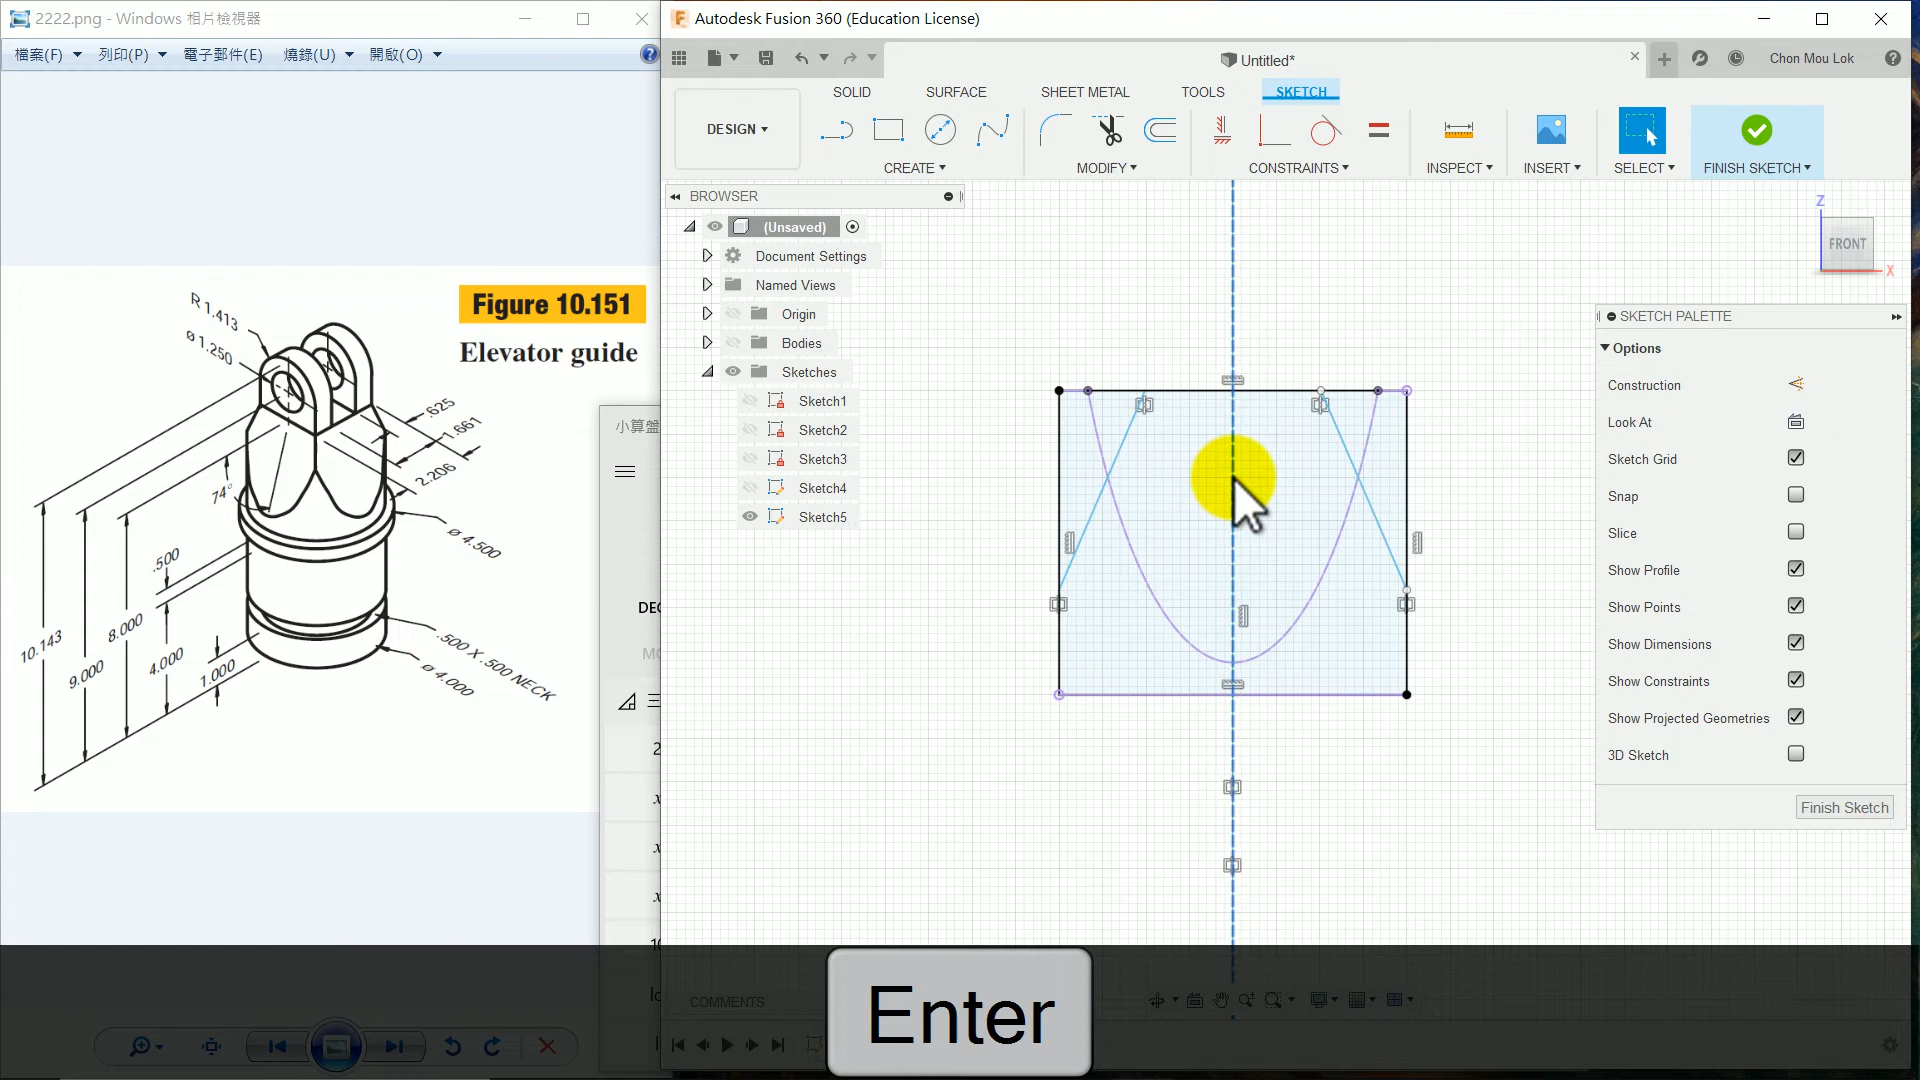 2222.png - Windows 相片檢視器
檔案(F)
列印(P)
電子郵件(E)
燒錄(U)
開啟(O)
Figure 10.151
Elevator guide
R 1.413
ø 1.250
.625
1.661
2.206
74°
ø 4.500
.500
10.143
9.000
8.000
4.000
1.000
.500 X .500 NECK
ø 4.000
小算盤
Autodesk Fusion 360 (Education License)
Untitled*
Chon Mou Lok
SOLID
SURFACE
SHEET METAL
TOOLS
SKETCH
DESIGN
CREATE
MODIFY
CONSTRAINTS
INSPECT
INSERT
SELECT
FINISH SKETCH
BROWSER
(Unsaved)
Document Settings
Named Views
Origin
Bodies
Sketches
Sketch1
Sketch2
Sketch3
Sketch4
Sketch5
Z
FRONT
X
SKETCH PALETTE
Options
Construction
Look At
Sketch Grid
Snap
Slice
Show Profile
Show Points
Show Dimensions
Show Constraints
Show Projected Geometries
3D Sketch
Finish Sketch
COMMENTS
Enter